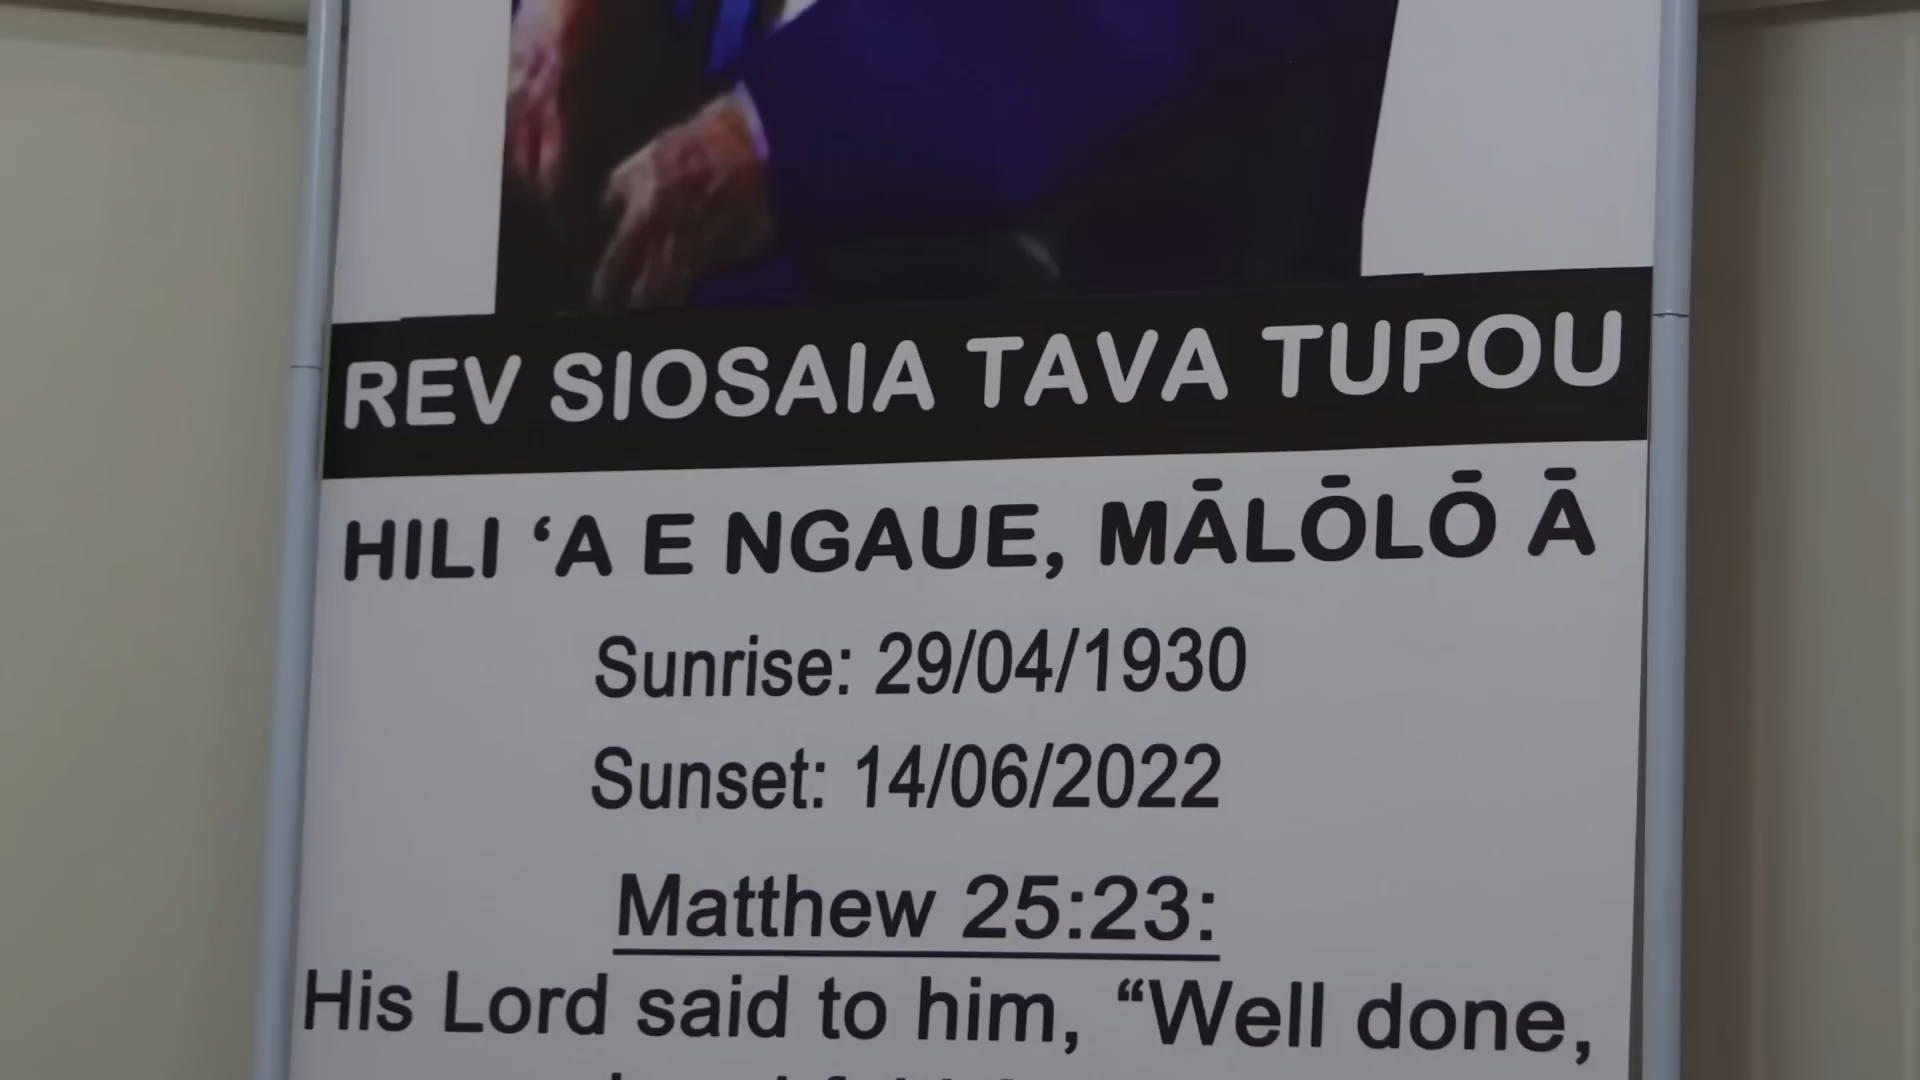 REV SIOSAIA TAVA TUPOU
HILI ‘A E NGAUE, MĀLŌLŌ Ā
Sunrise: 29/04/1930
Sunset: 14/06/2022
Matthew 25:23:
His Lord said to him, “Well done,